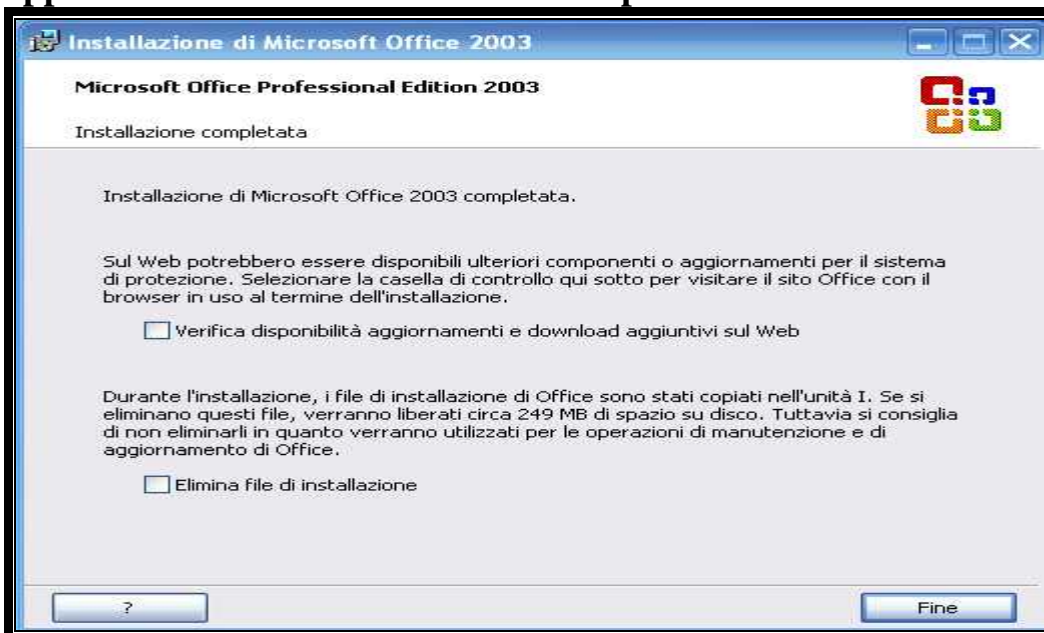 Installazione di Microsoft Office 2003
Microsoft Office Professional Edition 2003
Installazione completata
Installazione di Microsoft Office 2003 completata.
Sul Web potrebbero essere disponibili ulteriori componenti o aggiornamenti per il sistema
di protezione. Selezionare la casella di controllo qui sotto per visitare il sito Office con il
browser in uso al termine dell'installazione.
Verifica disponibilità aggiornamenti e download aggiuntivi sul Web
Durante l'installazione, i file di installazione di Office sono stati copiati nell'unità I. Se si
eliminano questi file, verranno liberati circa 249 MB di spazio su disco. Tuttavia si consiglia
di non eliminarli in quanto verranno utilizzati per le operazioni di manutenzione e di
aggiornamento di Office.
Elimina file di installazione
?
Fine